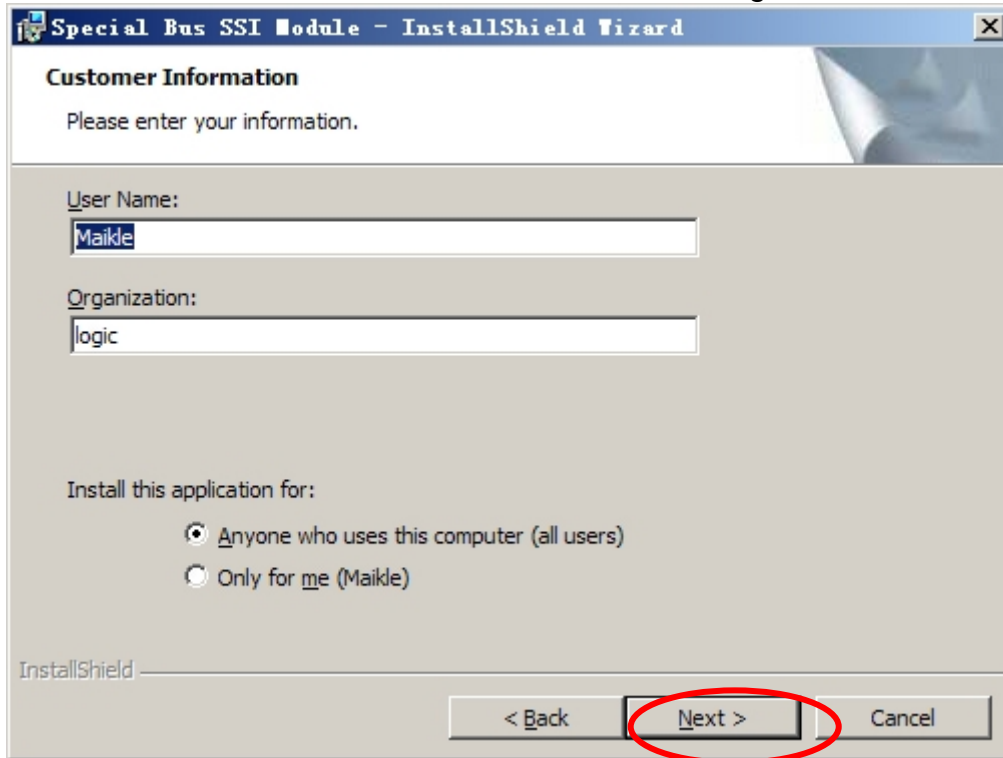 Special Bus SSI Module - InstallShield Wizard
Customer Information
Please enter your information.
User Name:
Maikle
Organization:
logic
Install this application for:
Anyone who uses this computer (all users)
Only for me (Maikle)
InstallShield
< Back
Next >
Cancel